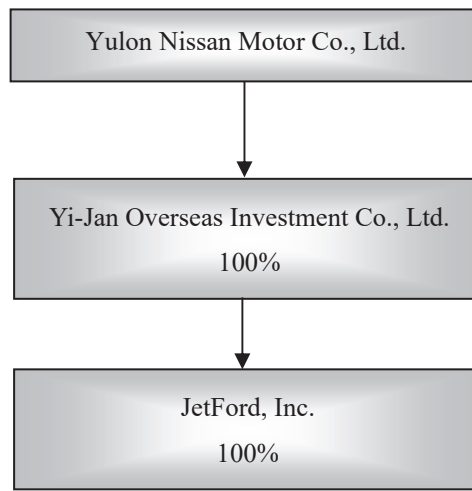 Yulon Nissan Motor Co., Ltd.
Yi-Jan Overseas Investment Co., Ltd.
100%
JetFord, Inc.
100%